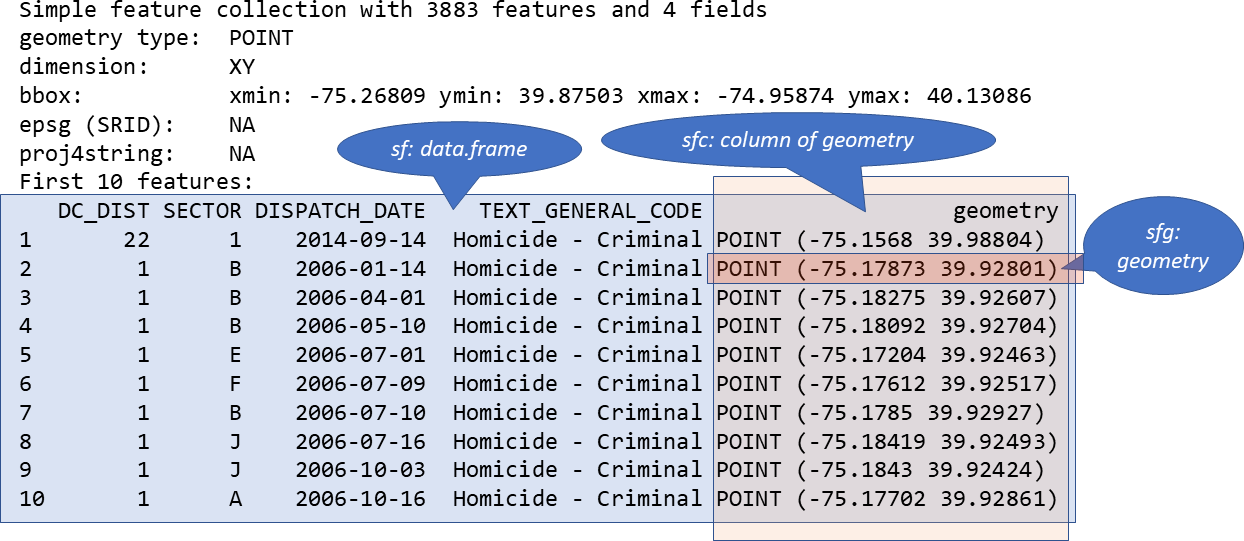 Simple feature collection with 3883 features and 4 fields
geometry type:  POINT
dimension:      XY
bbox:           xmin: -75.26809 ymin: 39.87503 xmax: -74.95874 ymax: 40.13086
epsg (SRID):    NA
proj4string:    NA
First 10 features:
sf: data.frame
sfc: column of geometry
   DC_DIST SECTOR DISPATCH_DATE    TEXT_GENERAL_CODE                   geometry
1       22      1    2014-09-14  Homicide - Criminal POINT (-75.1568 39.98804)
2        1      B    2006-01-14  Homicide - Criminal POINT (-75.17873 39.92801)
3        1      B    2006-04-01  Homicide - Criminal POINT (-75.18275 39.92607)
4        1      B    2006-05-10  Homicide - Criminal POINT (-75.18092 39.92704)
5        1      E    2006-07-01  Homicide - Criminal POINT (-75.17204 39.92463)
6        1      F    2006-07-09  Homicide - Criminal POINT (-75.17612 39.92517)
7        1      B    2006-07-10  Homicide - Criminal POINT (-75.1785 39.92927)
8        1      J    2006-07-16  Homicide - Criminal POINT (-75.18419 39.92493)
9        1      J    2006-10-03  Homicide - Criminal POINT (-75.1843 39.92424)
10       1      A    2006-10-16  Homicide - Criminal POINT (-75.17702 39.92861)
sfg:
geometry